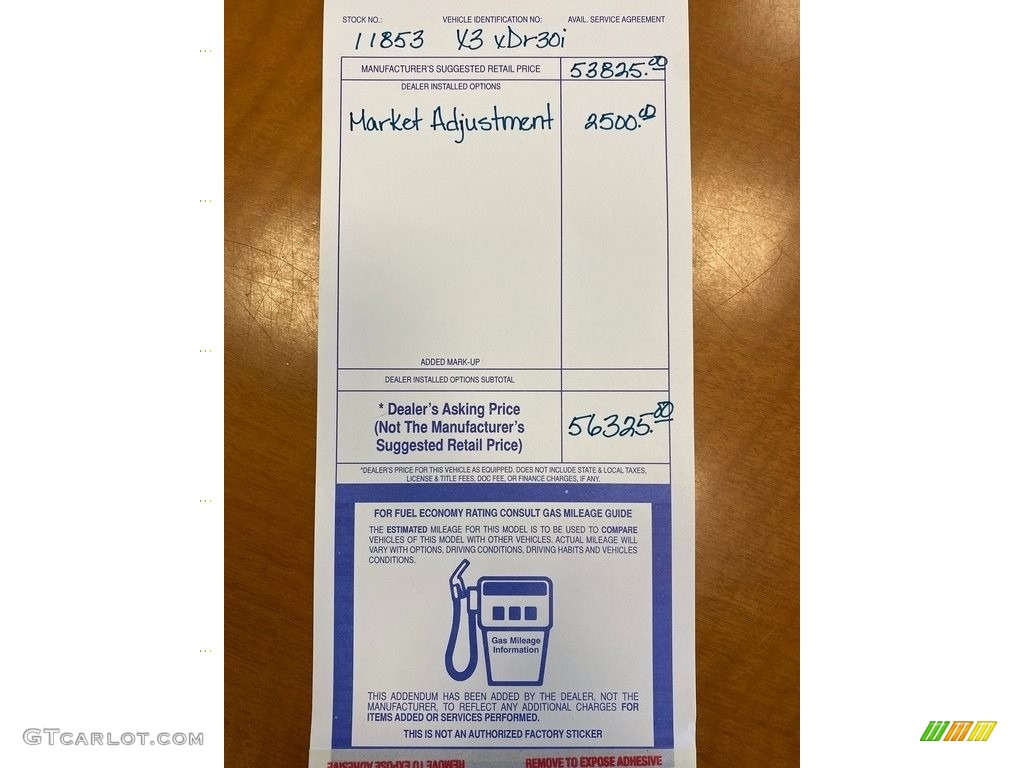 STOCK NO.: VEHICLE IDENTIFICATION NO: AVAIL. SERVICE AGREEMENT
11853 X3 xDr30i
MANUFACTURER'S SUGGESTED RETAIL PRICE 53825.00
DEALER INSTALLED OPTIONS
Market Adjustment 2500.00
ADDED MARK-UP
DEALER INSTALLED OPTIONS SUBTOTAL
* Dealer's Asking Price
(Not The Manufacturer's
Suggested Retail Price)
56325.00
*DEALER'S PRICE FOR THIS VEHICLE AS EQUIPPED. DOES NOT INCLUDE STATE & LOCAL TAXES,
LICENSE & TITLE FEES, DOC FEE, OR FINANCE CHARGES, IF ANY.
FOR FUEL ECONOMY RATING CONSULT GAS MILEAGE GUIDE
THE ESTIMATED MILEAGE FOR THIS MODEL IS TO BE USED TO COMPARE
VEHICLES OF THIS MODEL WITH OTHER VEHICLES. ACTUAL MILEAGE WILL
VARY WITH OPTIONS, DRIVING CONDITIONS, DRIVING HABITS AND VEHICLES
CONDITIONS.
Gas Mileage
Information
THIS ADDENDUM HAS BEEN ADDED BY THE DEALER, NOT THE
MANUFACTURER, TO REFLECT ANY ADDITIONAL CHARGES FOR
ITEMS ADDED OR SERVICES PERFORMED.
THIS IS NOT AN AUTHORIZED FACTORY STICKER
REMOVE TO EXPOSE ADHESIVE REMOVE TO EXPOSE ADHESIVE
GTcarlot.com